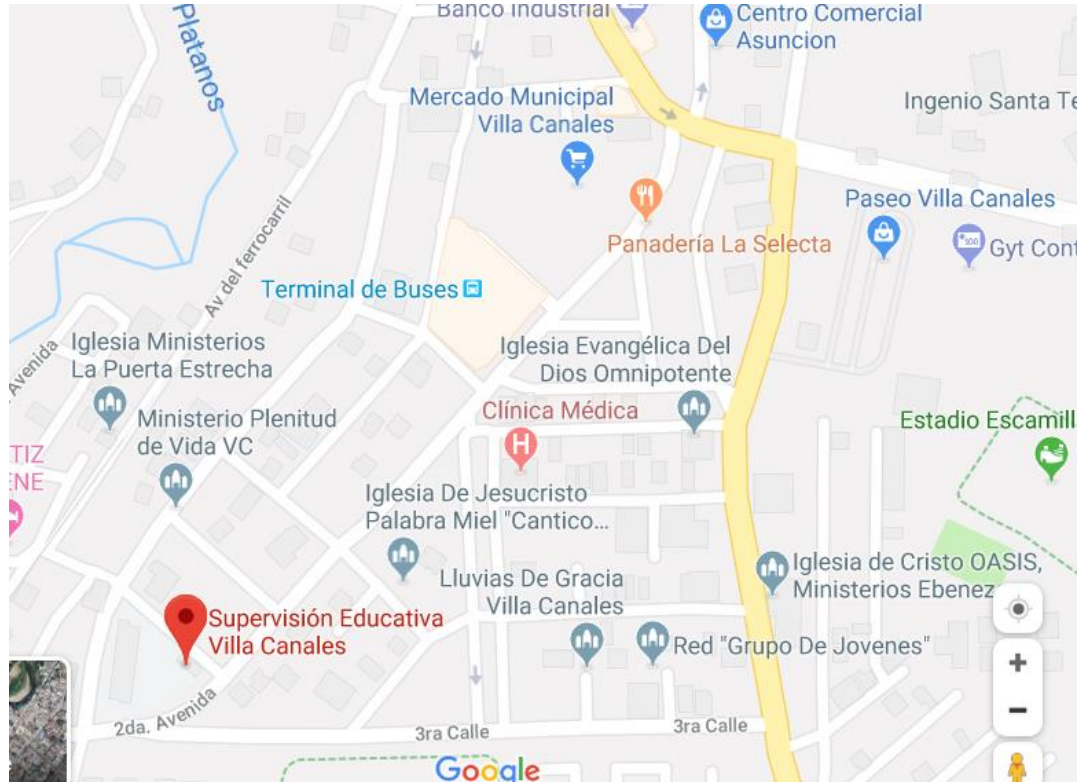 Banco Industrial
Centro Comercial
Asuncion
Platanos
Mercado Municipal
Villa Canales
Ingenio Santa Te
Paseo Villa Canales
Panadería La Selecta
Gyt Cont
Av del ferrocarril
Terminal de Buses
Iglesia Ministerios
La Puerta Estrecha
Avenida
Iglesia Evangélica Del
Dios Omnipotente
Clínica Médica
H
Ministerio Plenitud
de Vida VC
Estadio Escamill
TIZ
ENE
Iglesia De Jesucristo
Palabra Miel "Cantico...
Lluvias De Gracia
Villa Canales
Iglesia de Cristo OASIS,
Ministerios Ebenez
Supervisión Educativa
Villa Canales
Red "Grupo De Jovenes"
2da. Avenida
3ra Calle
3ra Calle
Google